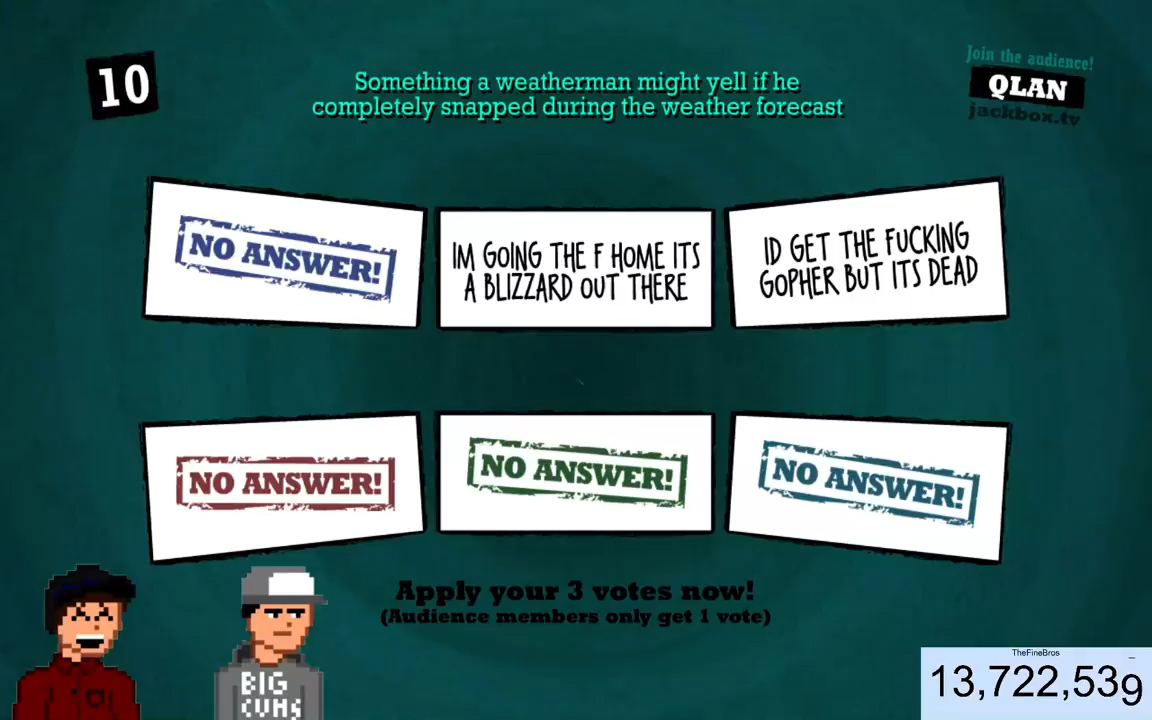 10
Something a weatherman might yell if he
completely snapped during the weather forecast
Join the audience!
QLAN
jackbox.tv
NO ANSWER!
IM GOING THE F HOME ITS
A BLIZZARD OUT THERE
ID GET THE FUCKING
GOPHER BUT ITS DEAD
NO ANSWER!
NO ANSWER!
NO ANSWER!
Apply your 3 votes now!
(Audience members only get 1 vote)
BIG
CUMS
TheFineBros
13,722,539